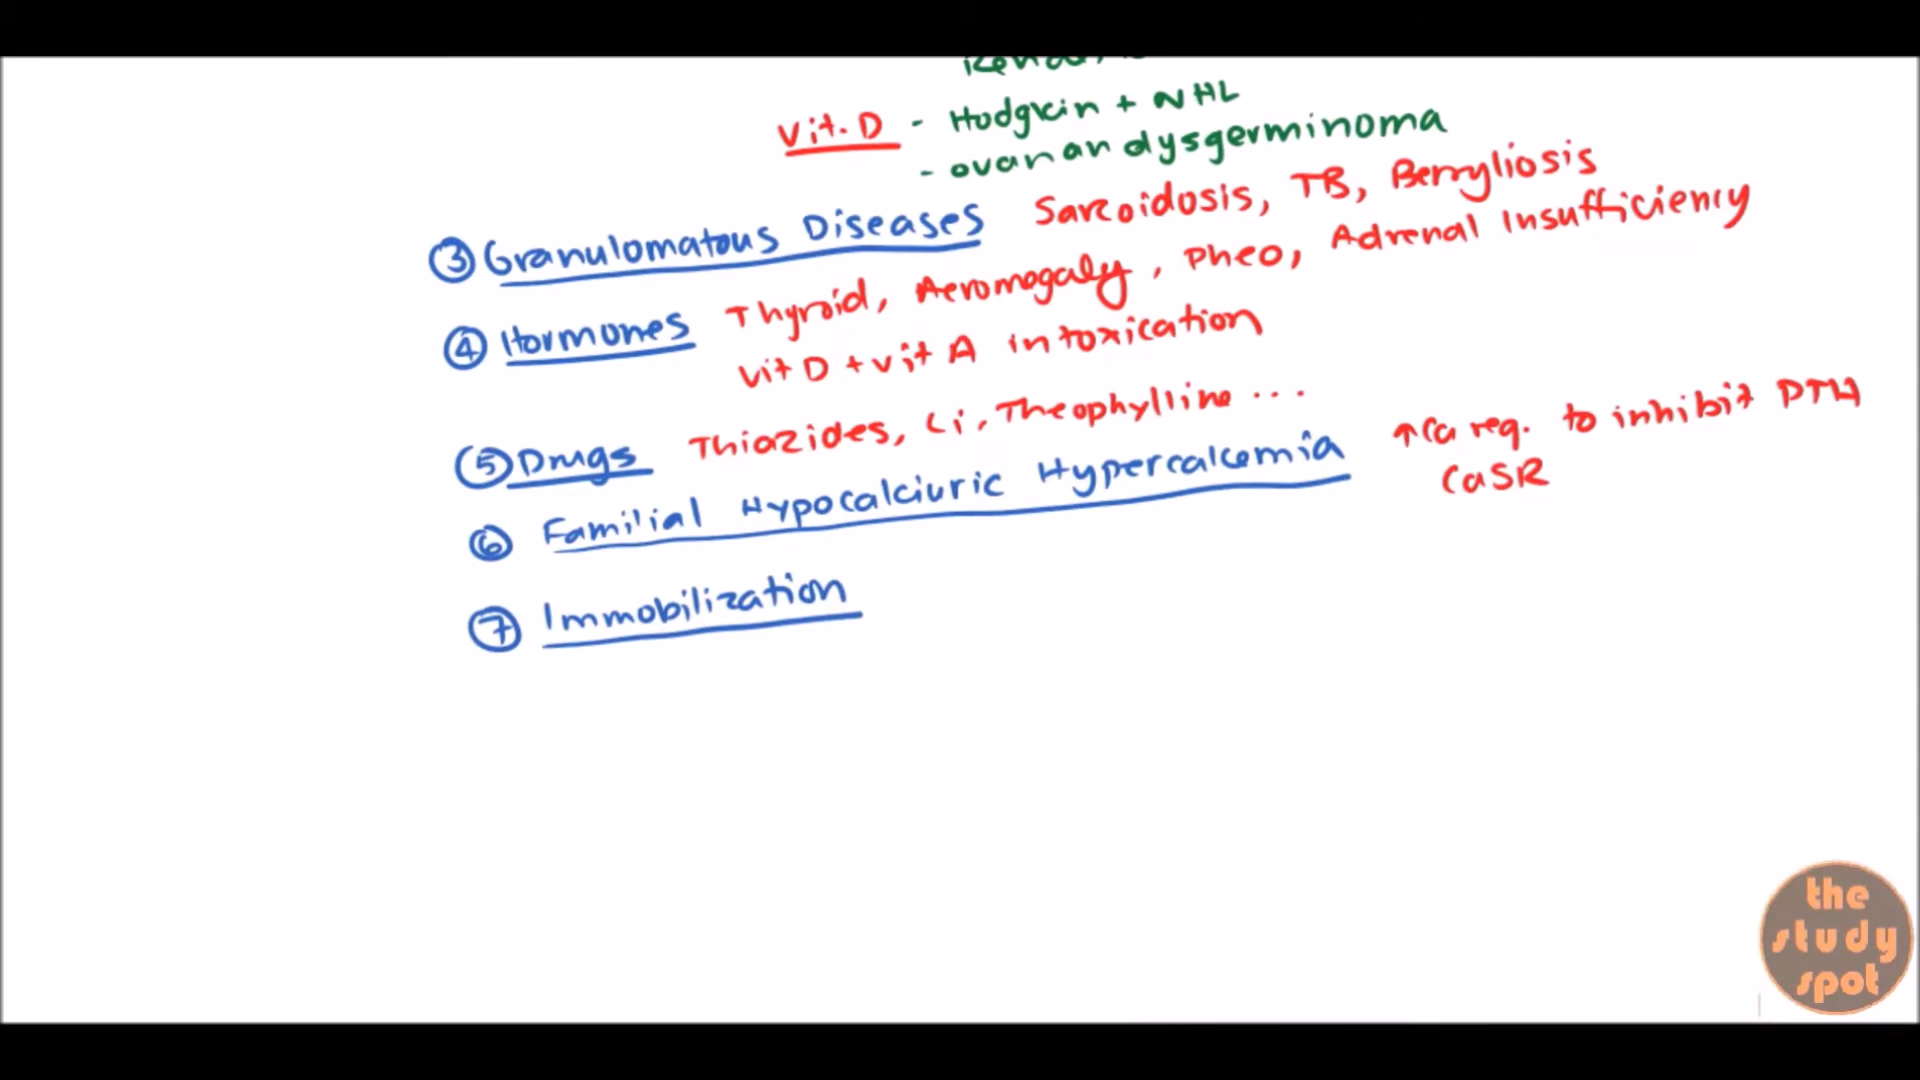 Vit. D - Hodgkin + NHL
- ovarian dysgerminoma
③ Granulomatous Diseases Sarcoidosis, TB, Berryliosis
④ Hormones Thyroid, Acromegaly, Pheo, Adrenal Insufficiency
Vit D + vit A intoxication
⑤ Drugs Thiazides, Li, Theophylline ...
⑥ Familial Hypocalciuric Hypercalcemia ↑Ca req. to inhibit PTH
CaSR
⑦ Immobilization
the
study
spot